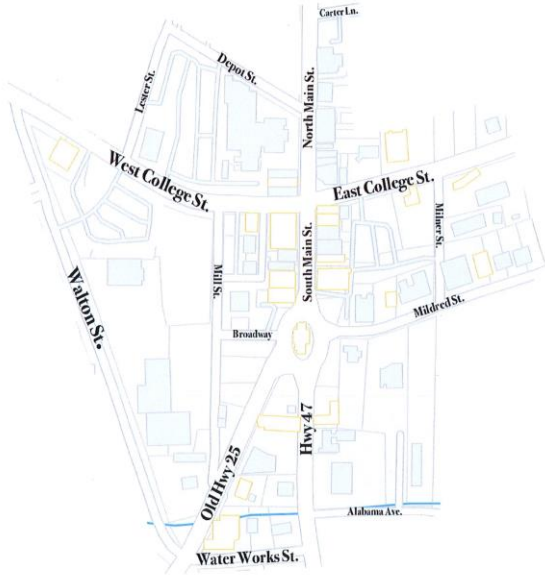 Carter Ln.
Depot St.
Lester St.
North Main St.
West College St.
East College St.
Milner St.
South Main St.
Mill St.
Walton St.
Mildred St.
Broadway
Hwy 47
Old Hwy 25
Alabama Ave.
Water Works St.